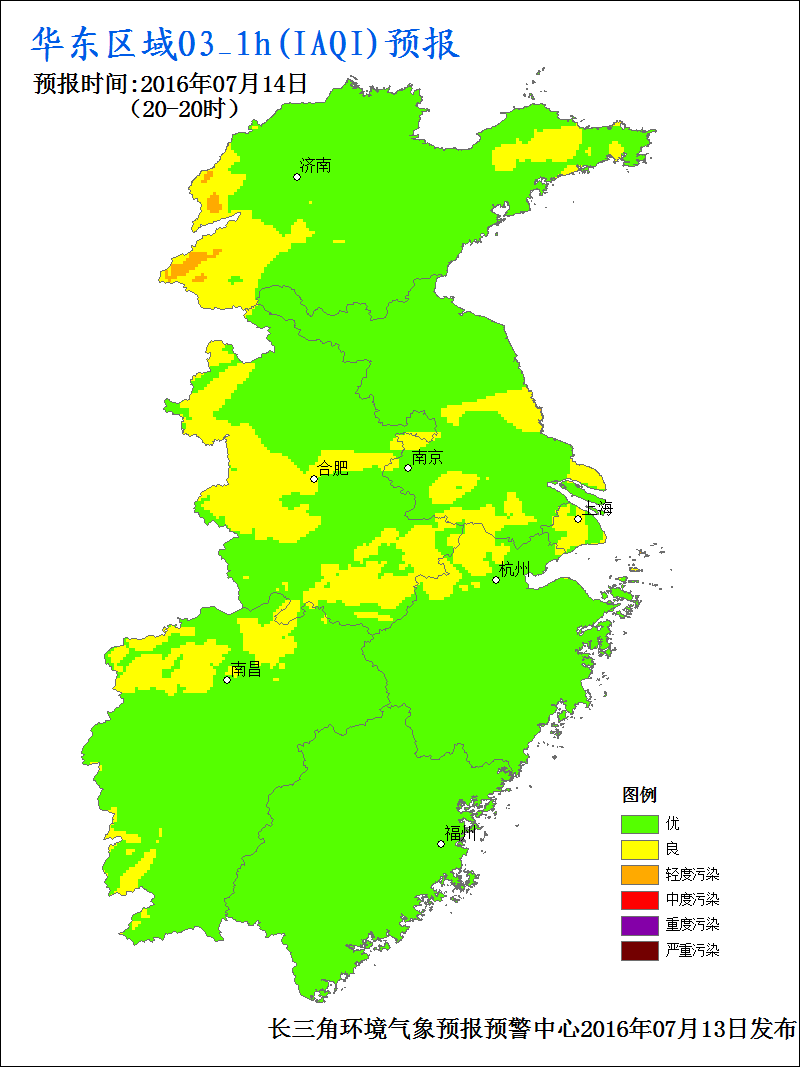 华东区域O3_1h(IAQI)预报
预报时间:2016年07月14日
（20-20时）
济南
南京
合肥
上海
杭州
南昌
福州
图例
优
良
轻度污染
中度污染
重度污染
严重污染
长三角环境气象预报预警中心2016年07月13日发布